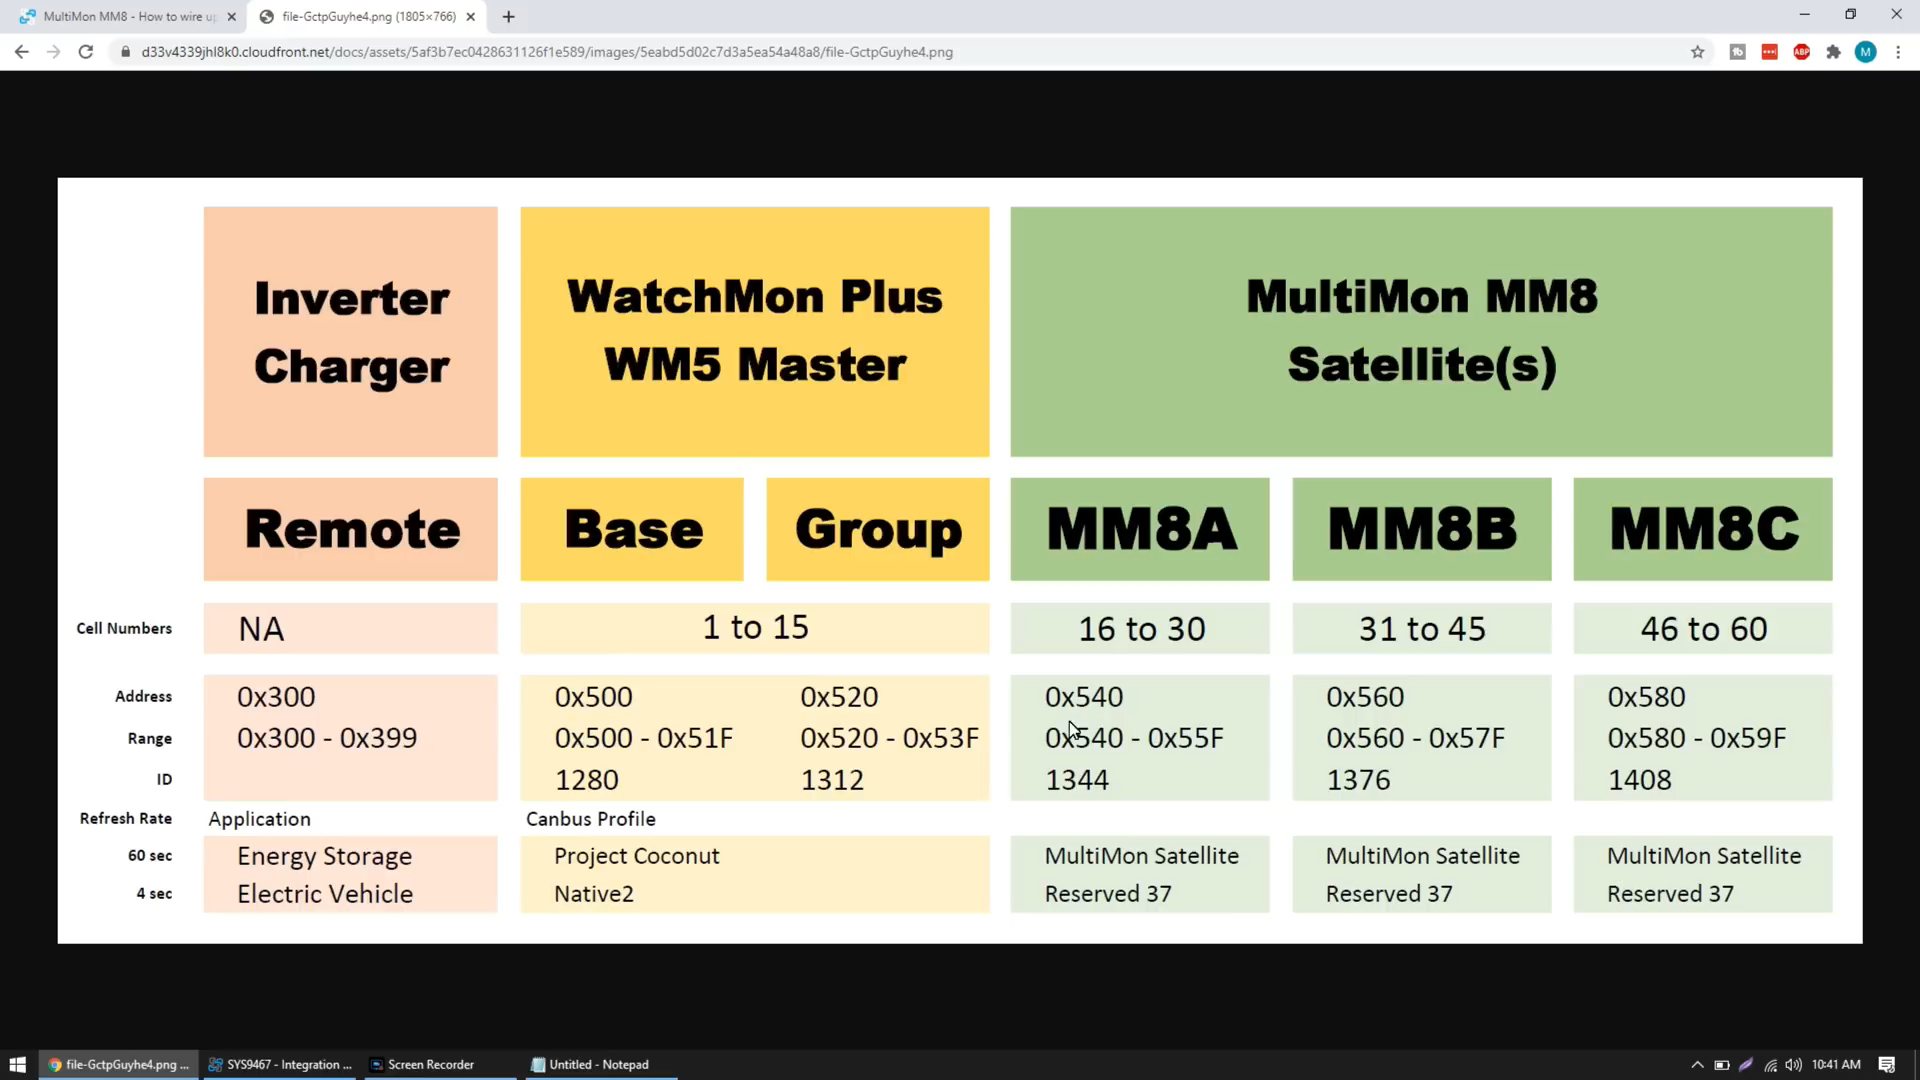 MultiMon MM8 - How to wire u
file-GctpGuyhe4.png (1805×766)
d33v4339jhl8k0.cloudfront.net/docs/assets/5af3b7ec0428631126f1e589/images/5eabd5d02c7d3a5ea54a48a8/file-GctpGuyhe4.png
ABP
M
Inverter
Charger
WatchMon Plus
WM5 Master
MultiMon MM8
Satellite(s)
Remote
Base
Group
MM8A
MM8B
MM8C
Cell Numbers
NA
1 to 15
16 to 30
31 to 45
46 to 60
Address
0x300
0x500
0x520
0x540
0x560
0x580
Range
0x300 - 0x399
0x500 - 0x51F
0x520 - 0x53F
0x540 - 0x55F
0x560 - 0x57F
0x580 - 0x59F
ID
1280
1312
1344
1376
1408
Refresh Rate
Application
Canbus Profile
60 sec
Energy Storage
Project Coconut
MultiMon Satellite
MultiMon Satellite
MultiMon Satellite
4 sec
Electric Vehicle
Native2
Reserved 37
Reserved 37
Reserved 37
file-GctpGuyhe4.png ...
SYS9467 - Integration ...
Screen Recorder
Untitled - Notepad
10:41 AM